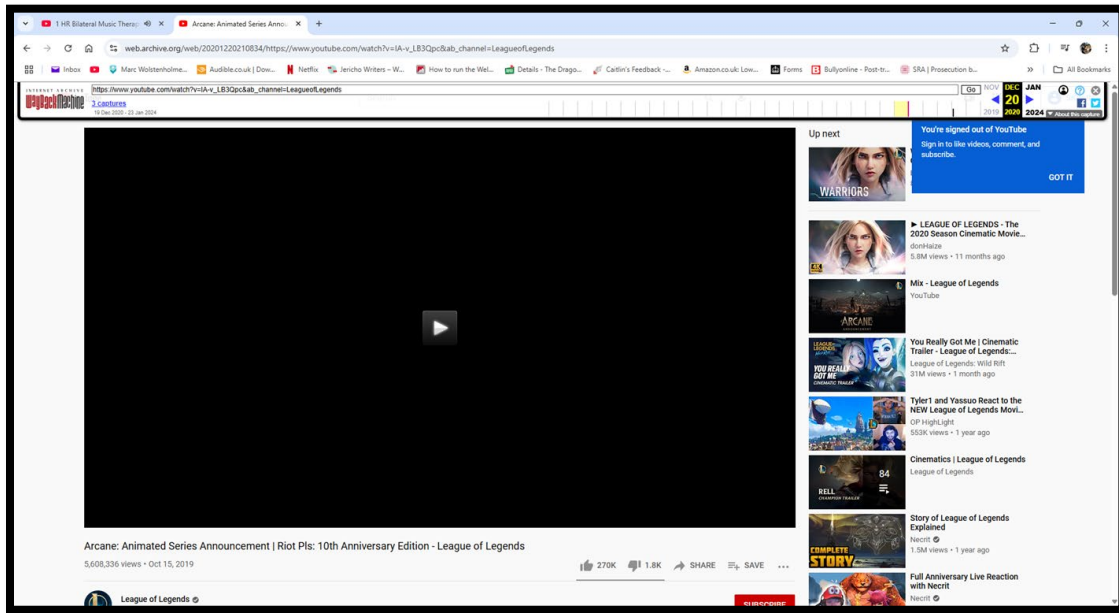 1 HR Bilateral Music Therap
Arcane: Animated Series Annou
web.archive.org/web/20201220210834/https://www.youtube.com/watch?v=IA-v_LB3Qpc&ab_channel=LeagueofLegends
Inbox
Marc Wolstenholme...
Audible.co.uk | Dow...
Netflix
Jericho Writers – W...
How to run the Wel...
Details - The Drago...
Caitlin's Feedback -...
Amazon.co.uk: Low...
Forms
Bullyonline - Post-tr...
SRA | Prosecution b...
All Bookmarks
INTERNET ARCHIVE
WayBackMachine
https://www.youtube.com/watch?v=IA-v_LB3Qpc&ab_channel=LeagueofLegends
Go
NOV DEC JAN
3 captures
20
19 Dec 2020 - 23 Jan 2024
2019 2020 2024
About this capture
Up next
You're signed out of YouTube
Sign in to like videos, comment, and
subscribe.
GOT IT
WARRIORS
► LEAGUE OF LEGENDS - The
2020 Season Cinematic Movie...
donHaize
5.8M views • 11 months ago
4K
Mix - League of Legends
YouTube
ARCANE
You Really Got Me | Cinematic
Trailer - League of Legends:...
League of Legends: Wild Rift
31M views • 1 month ago
YOU REALLY
GOT ME
CINEMATIC TRAILER
Tyler1 and Yassuo React to the
NEW League of Legends Movi...
OP HighLight
553K views • 1 year ago
Cinematics | League of Legends
League of Legends
84
RELL
CHAMPION TRAILER
Story of League of Legends
Explained
Necrit
1.5M views • 1 year ago
COMPLETE
STORY
Full Anniversary Live Reaction
with Necrit
Necrit
Arcane: Animated Series Announcement | Riot Pls: 10th Anniversary Edition - League of Legends
5,608,336 views • Oct 15, 2019
270K
1.8K
SHARE
SAVE
League of Legends
SUBSCRIBE